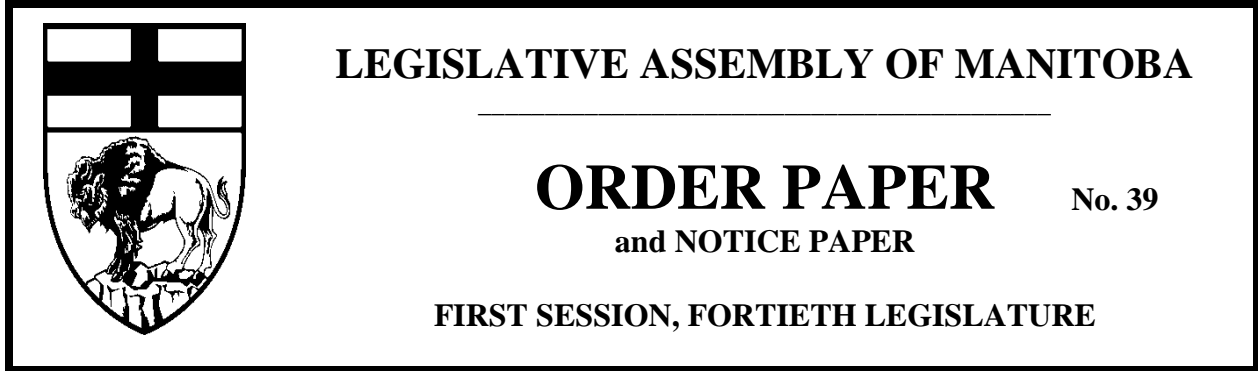 LEGISLATIVE ASSEMBLY OF MANITOBA
ORDER PAPER No. 39
and NOTICE PAPER
FIRST SESSION, FORTIETH LEGISLATURE